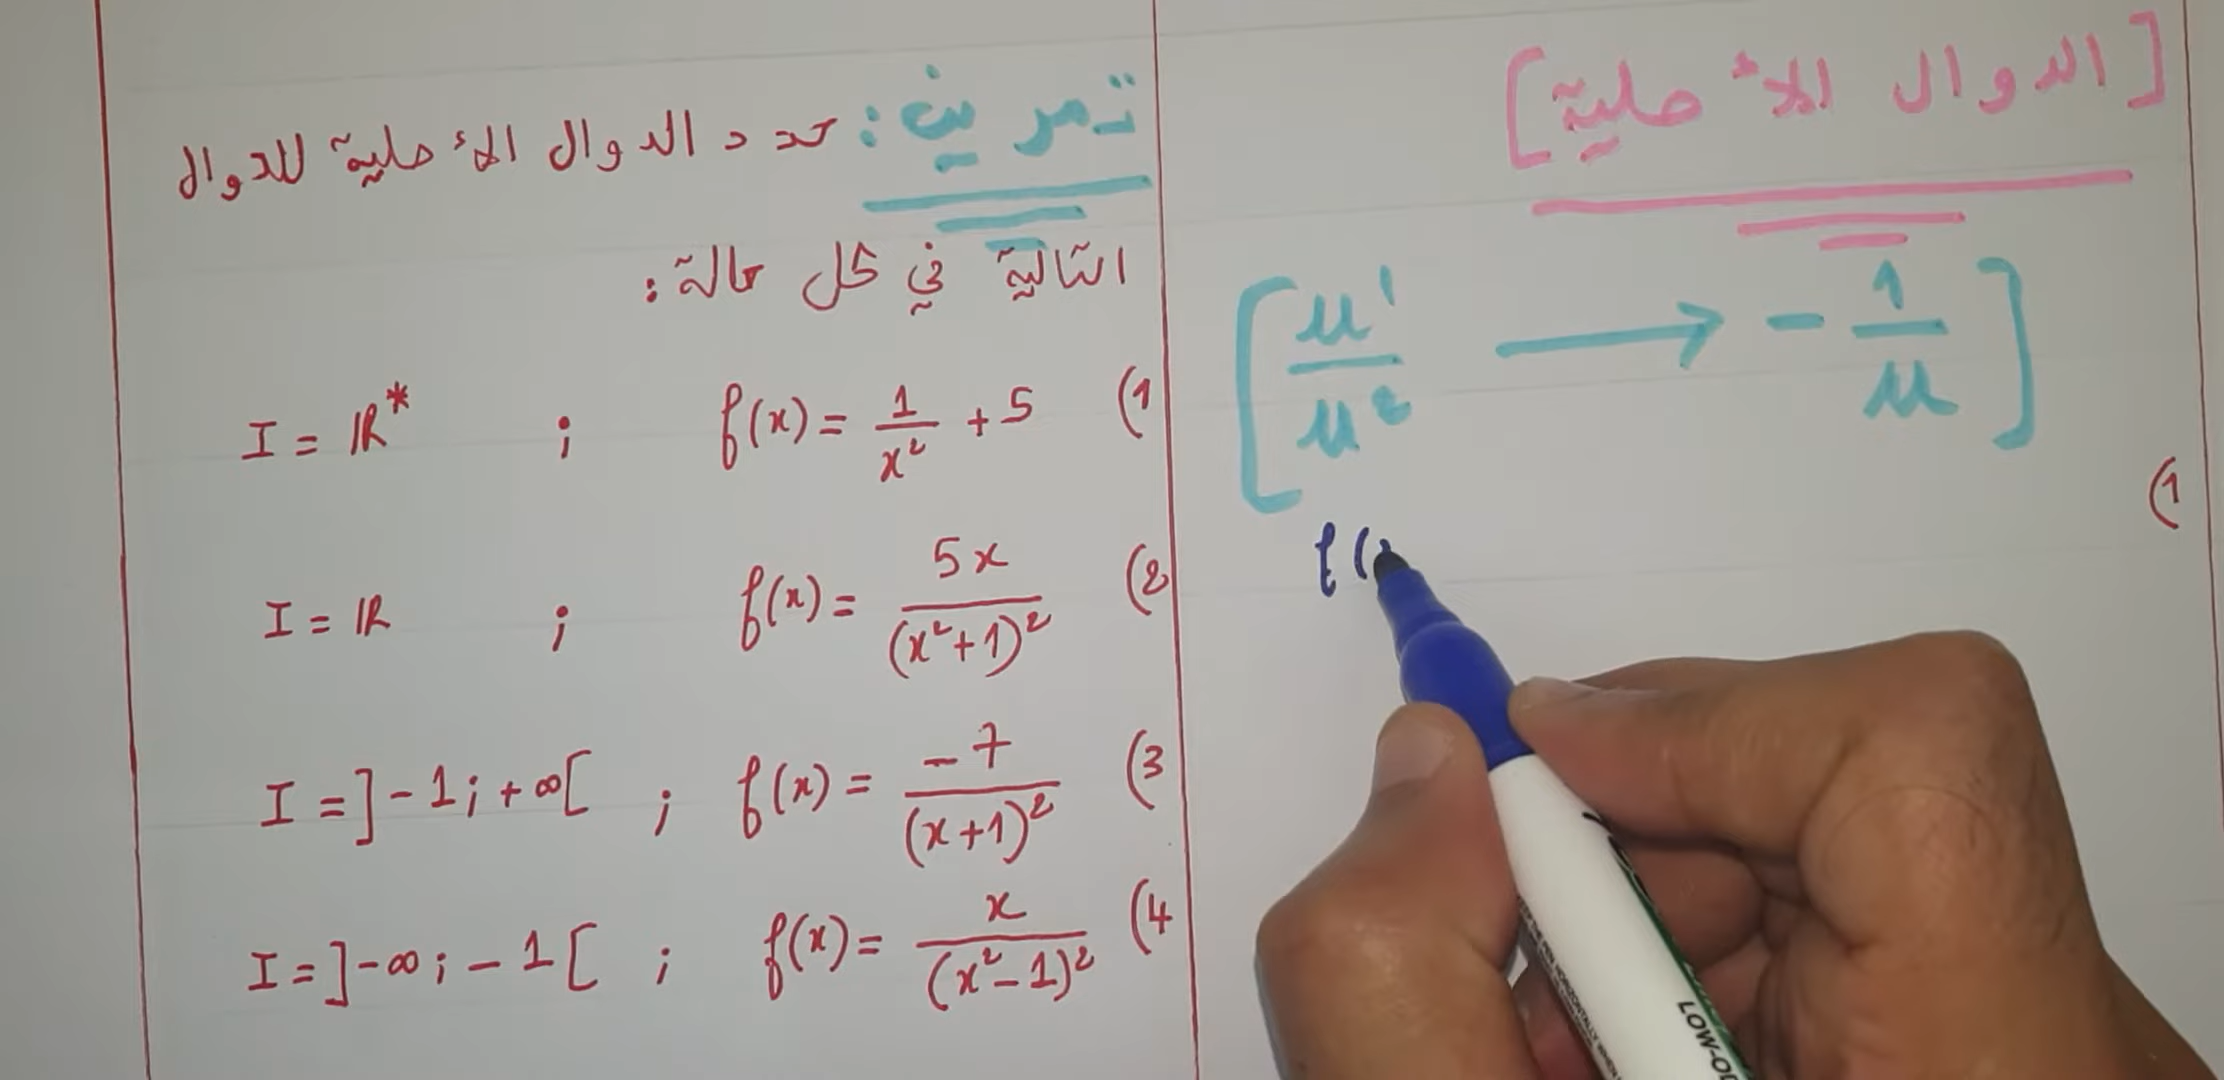 [الدوال الأصلية]
[u'/u² → - 1/u]
(1
f(
تمرين: حدد الدوال الأصلية للدوال
التالية في كل حالة:
(1 f(x) = 1/x² + 5 ; I = ℝ*
(2 f(x) = 5x/(x²+1)² ; I = ℝ
(3 f(x) = -7/(x+1)² ; I = ]-1; +∞[
(4 f(x) = x/(x²-1)² ; I = ]-∞; -1[